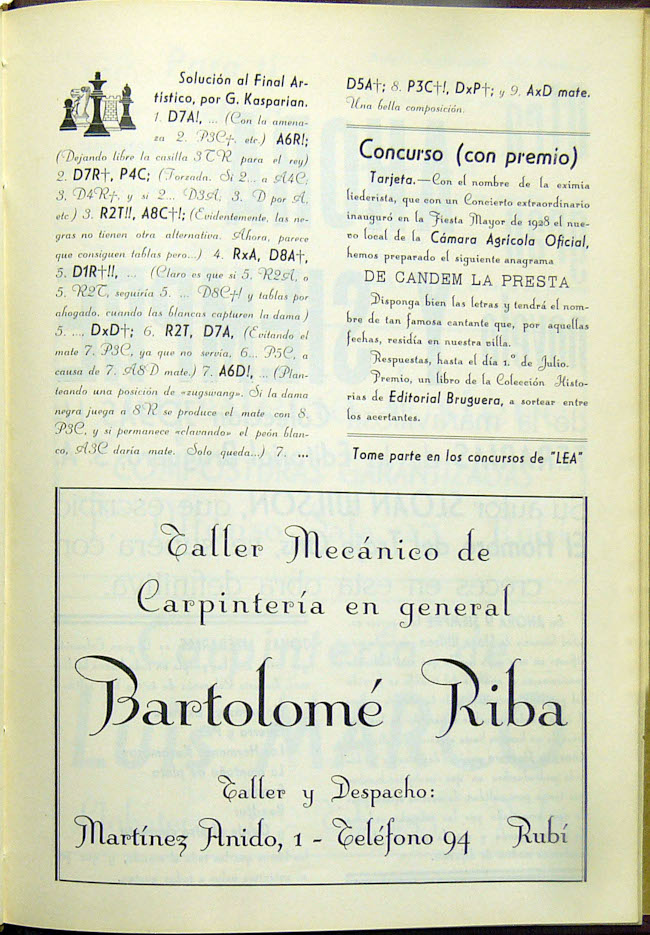 Solución al Final Ar-
tístico, por G. Kasparian.
1. D7A!, ... (Con la amena-
za 2. P3C†, etc.) A6R!;
(Dejando libre la casilla 3TR para el rey)
2. D7R†, P4C; (Forzada. Si 2... a A4C;
3. D4R†, y si 2... D3A; 3. D por A,
etc.) 3. R2T!!, A8C†!; (Evidentemente, las ne-
gras no tienen otra alternativa. Ahora, parece
que consiguen tablas pero...) 4. RxA, D8A†,
5. D1R†!!, ... (Claro es que si 5. R2A, o
5. R2T, seguiría 5. ... D8C†! y tablas por
ahogado, cuando las blancas capturen la dama)
5. ..., DxD†; 6. R2T, D7A, (Evitando el
mate 7. P3C, ya que no servía, 6... P5C, a
causa de 7. A8D mate.) 7. A6D!, ... (Plan-
teando una posición de «zugswang». Si la dama
negra juega a 8R se produce el mate con 8.
P3C, y si permanece «clavando» el peón blan-
co, A3C daría mate. Solo queda...) 7. ...
D5A†; 8. P3C†!, DxP†; y 9. AxD mate.
Una bella composición.
Concurso (con premio)
Tarjeta.—Con el nombre de la eximia
liederista, que con un Concierto extraordinario
inauguró en la Fiesta Mayor de 1928 el nue-
vo local de la Cámara Agrícola Oficial,
hemos preparado el siguiente anagrama
DE CANDEM LA PRESTA
Disponga bien las letras y tendrá el nom-
bre de tan famosa cantante que, por aquellas
fechas, residía en nuestra villa.
Respuestas, hasta el día 1.º de Julio.
Premio, un libro de la Colección Histo-
rias de Editorial Bruguera, a sortear entre
los acertantes.
Tome parte en los concursos de "LEA"
Taller Mecánico de
Carpintería en general
Bartolomé Riba
Taller y Despacho:
Martínez Anido, 1 - Teléfono 94 Rubí